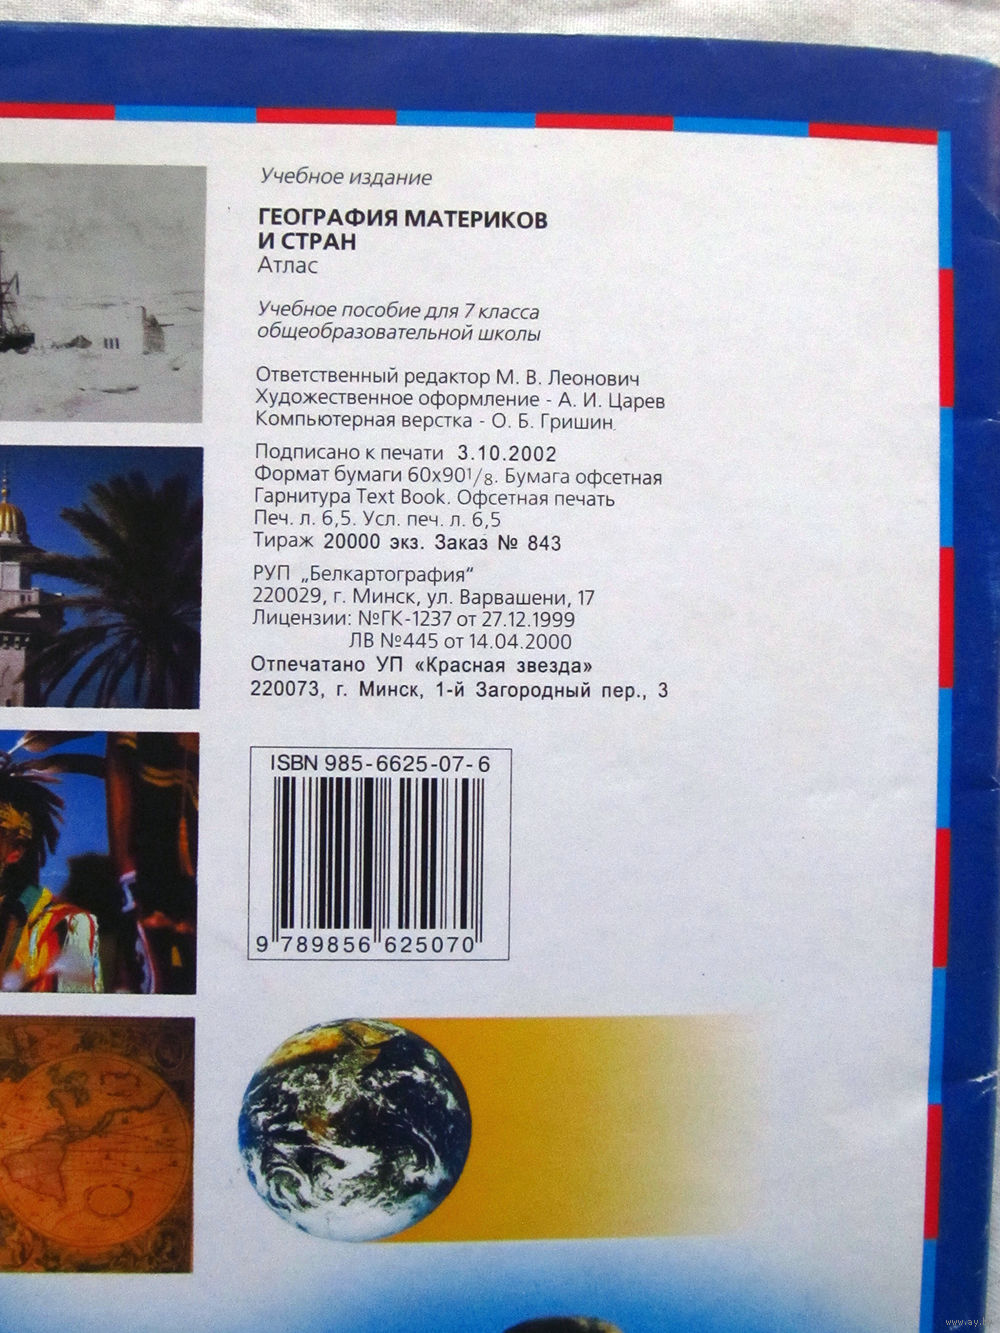 Учебное издание
ГЕОГРАФИЯ МАТЕРИКОВ
И СТРАН
Атлас
Учебное пособие для 7 класса
общеобразовательной школы
Ответственный редактор М. В. Леонович
Художественное оформление - А. И. Царев
Компьютерная верстка - О. Б. Гришин
Подписано к печати 3.10.2002
Формат бумаги 60х90 1/8. Бумага офсетная
Гарнитура Text Book. Офсетная печать
Печ. л. 6,5. Усл. печ. л. 6,5
Тираж 20000 экз. Заказ № 843
РУП „Белкартография“
220029, г. Минск, ул. Варвашени, 17
Лицензии: №ГК-1237 от 27.12.1999
ЛВ №445 от 14.04.2000
Отпечатано УП «Красная звезда»
220073, г. Минск, 1-й Загородный пер., 3
ISBN 985-6625-07-6
9 789856 625070